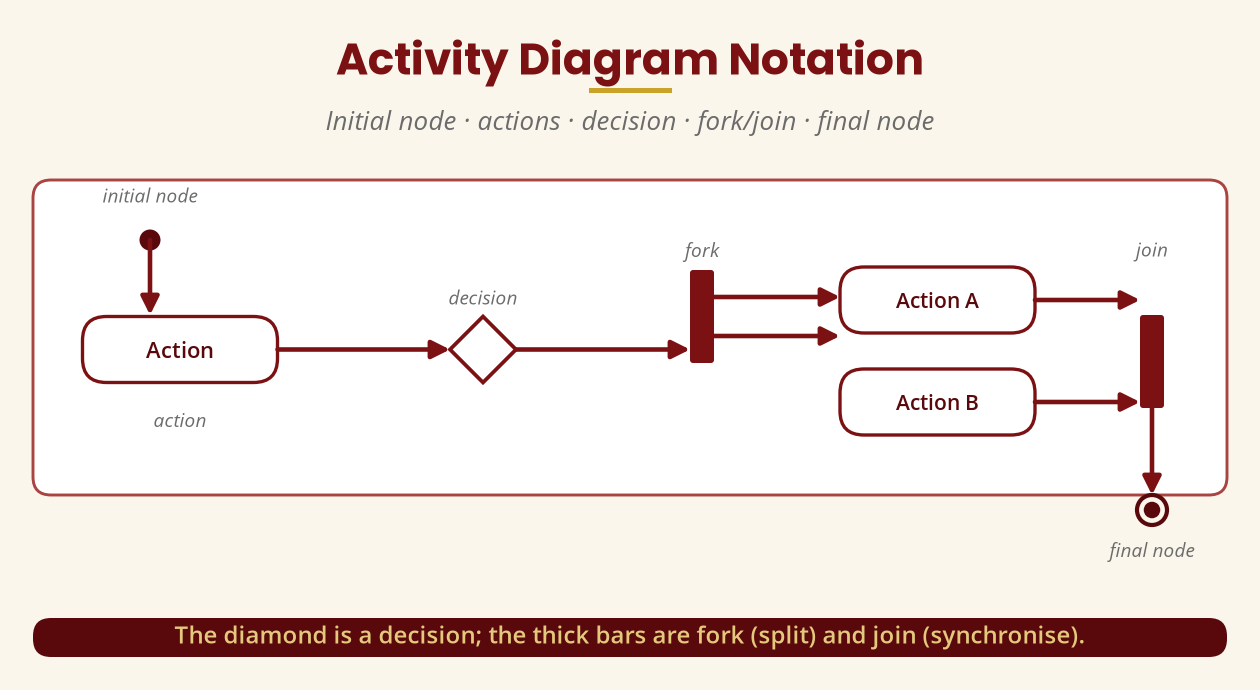 Activity Diagram Notation
Initial node · actions · decision · fork/join · final node
initial node
fork
join
decision
Action A
Action
Action B
action
final node
The diamond is a decision; the thick bars are fork (split) and join (synchronise).